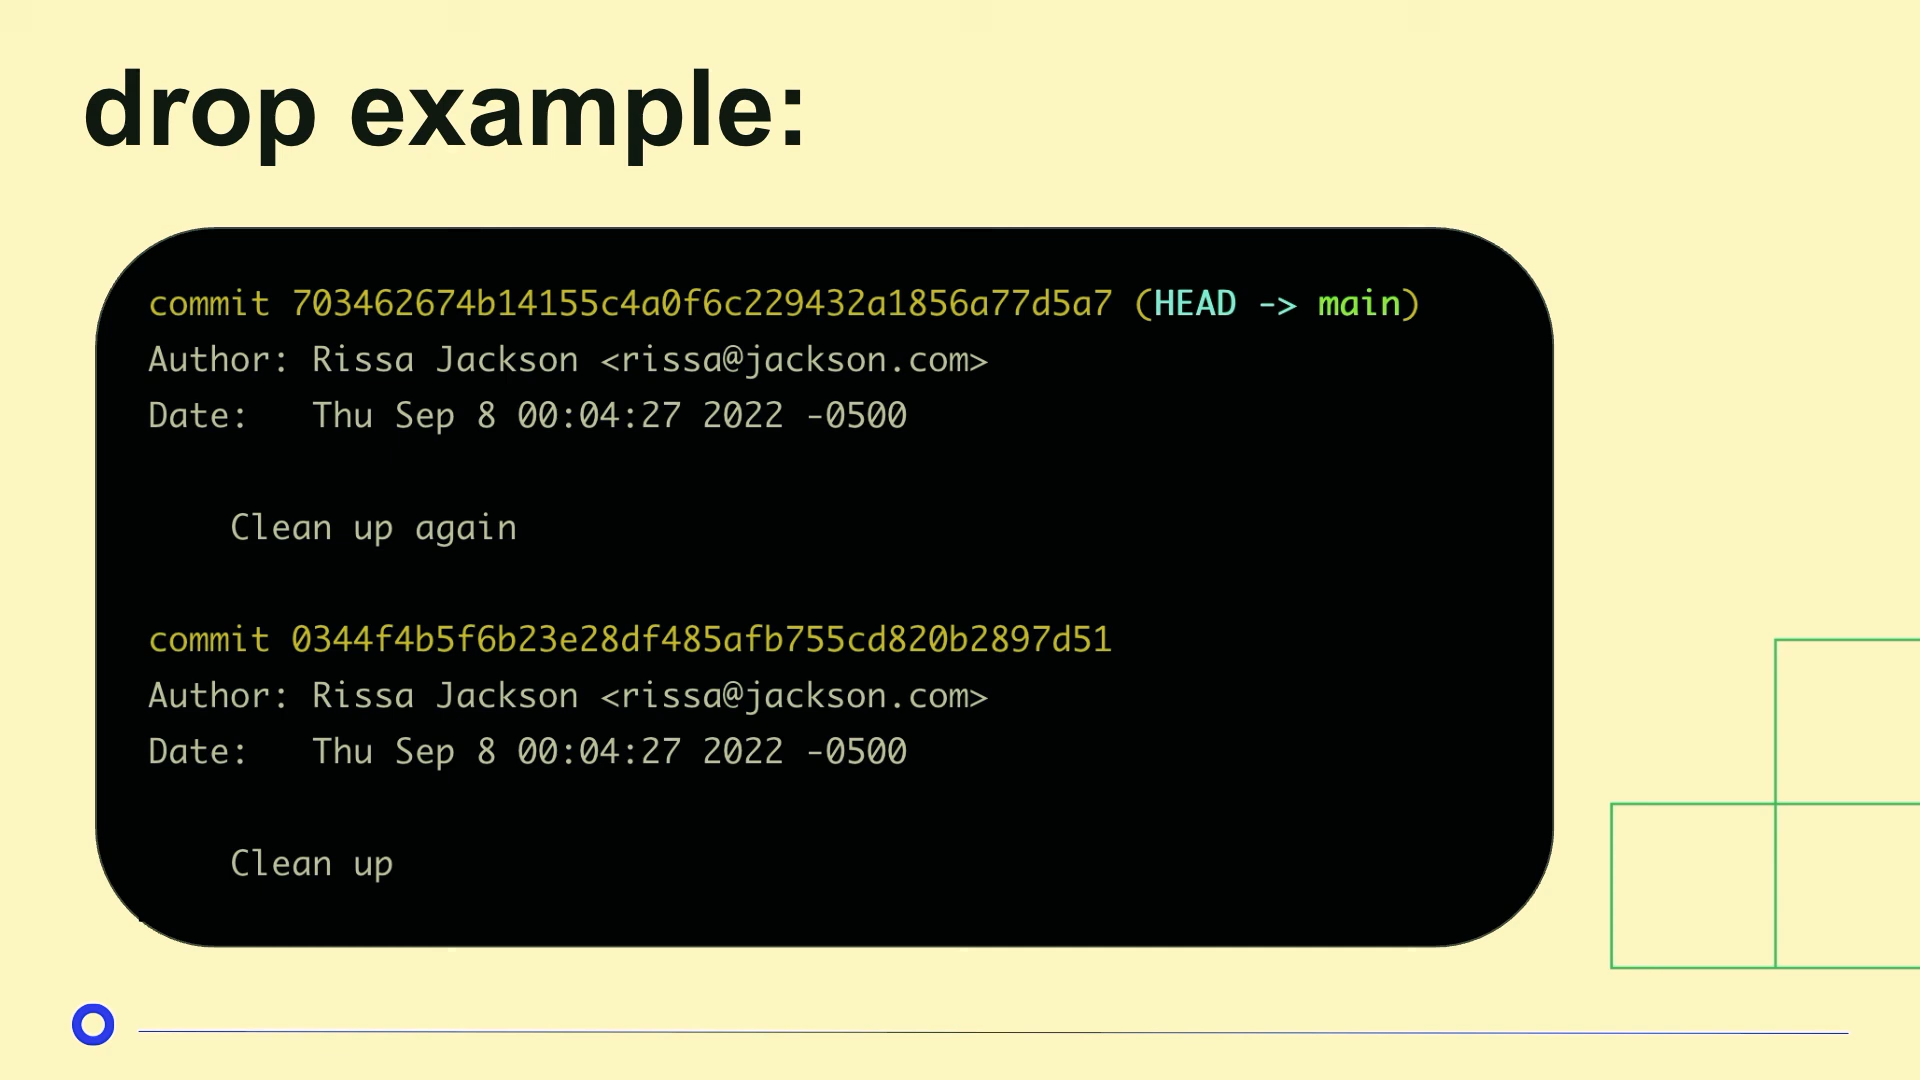 drop example:
commit 703462674b14155c4a0f6c229432a1856a77d5a7 (HEAD -> main)
Author: Rissa Jackson <rissa@jackson.com>
Date:   Thu Sep 8 00:04:27 2022 -0500
Clean up again
commit 0344f4b5f6b23e28df485afb755cd820b2897d51
Author: Rissa Jackson <rissa@jackson.com>
Date:   Thu Sep 8 00:04:27 2022 -0500
Clean up